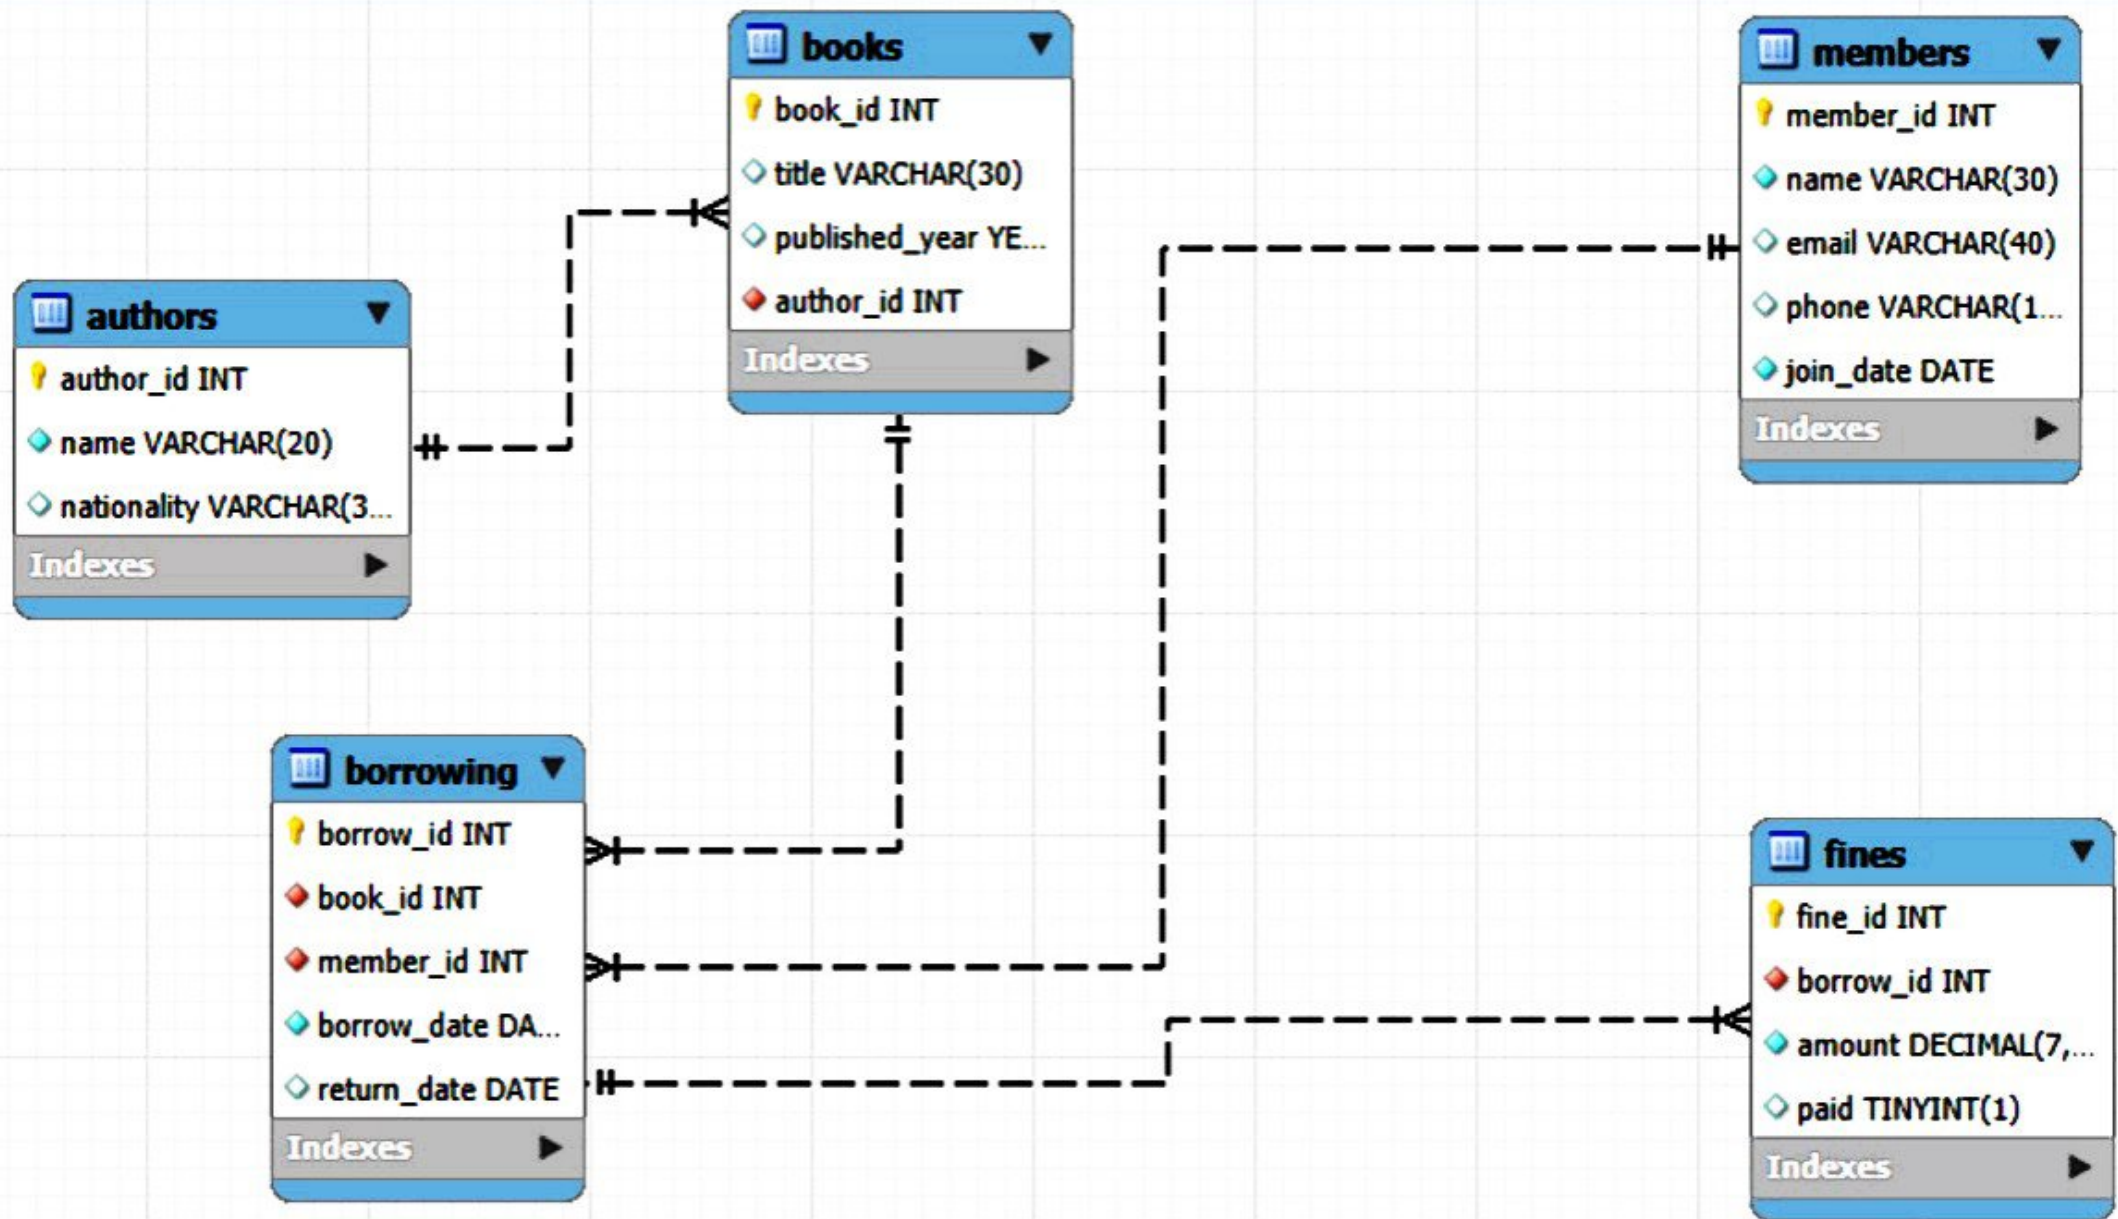 books
book_id INT
title VARCHAR(30)
published_year YE...
author_id INT
Indexes
members
member_id INT
name VARCHAR(30)
email VARCHAR(40)
phone VARCHAR(1...
join_date DATE
Indexes
authors
author_id INT
name VARCHAR(20)
nationality VARCHAR(3...
Indexes
borrowing
borrow_id INT
book_id INT
member_id INT
borrow_date DA...
return_date DATE
Indexes
fines
fine_id INT
borrow_id INT
amount DECIMAL(7,...
paid TINYINT(1)
Indexes